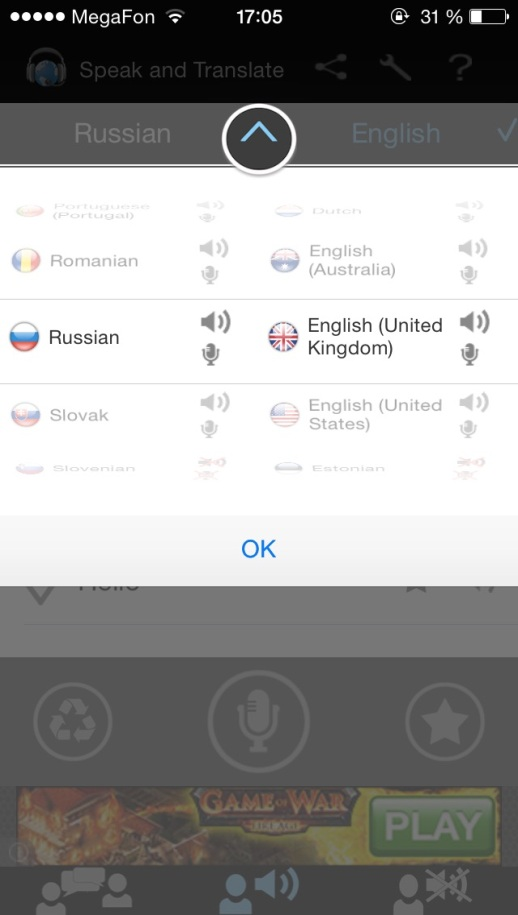 MegaFon 17:05 31 %
Speak and Translate ?
Russian English
Portuguese (Portugal) Dutch
Romanian English (Australia)
Russian English (United Kingdom)
Slovak English (United States)
Slovenian Estonian
OK
Hello
GAME OF WAR
FIRE AGE
PLAY